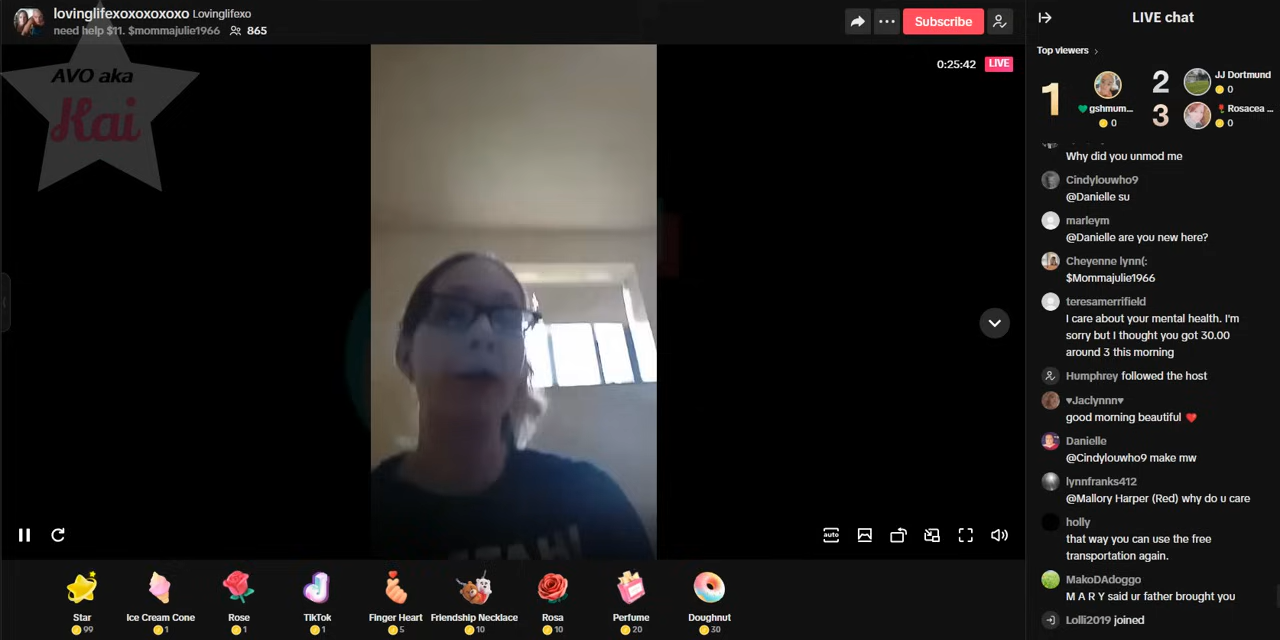 lovinglifexoxoxoxoxo Lovinglifexo
need help $11. $mommajulie1966 865
Subscribe
AVO aka
Kai
0:25:42 LIVE
LIVE chat
Top viewers
1
gshmum...
0
2
JJ Dortmund
0
3
Rosacea ...
0
Why did you unmod me
Cindylouwho9
@Danielle su
marleym
@Danielle are you new here?
Cheyenne lynn(:
$Mommajulie1966
teresamerrifield
I care about your mental health. I'm
sorry but I thought you got 30.00
around 3 this morning
Humphrey followed the host
♥Jaclynnn♥
good morning beautiful ❤️
Danielle
@Cindylouwho9 make mw
lynnfranks412
@Mallory Harper (Red) why do u care
holly
that way you can use the free
transportation again.
MakoDAdoggo
M A R Y said ur father brought you
Lolli2019 joined
auto
Star
99
Ice Cream Cone
1
Rose
1
TikTok
1
Finger Heart
5
Friendship Necklace
10
Rosa
10
Perfume
20
Doughnut
30